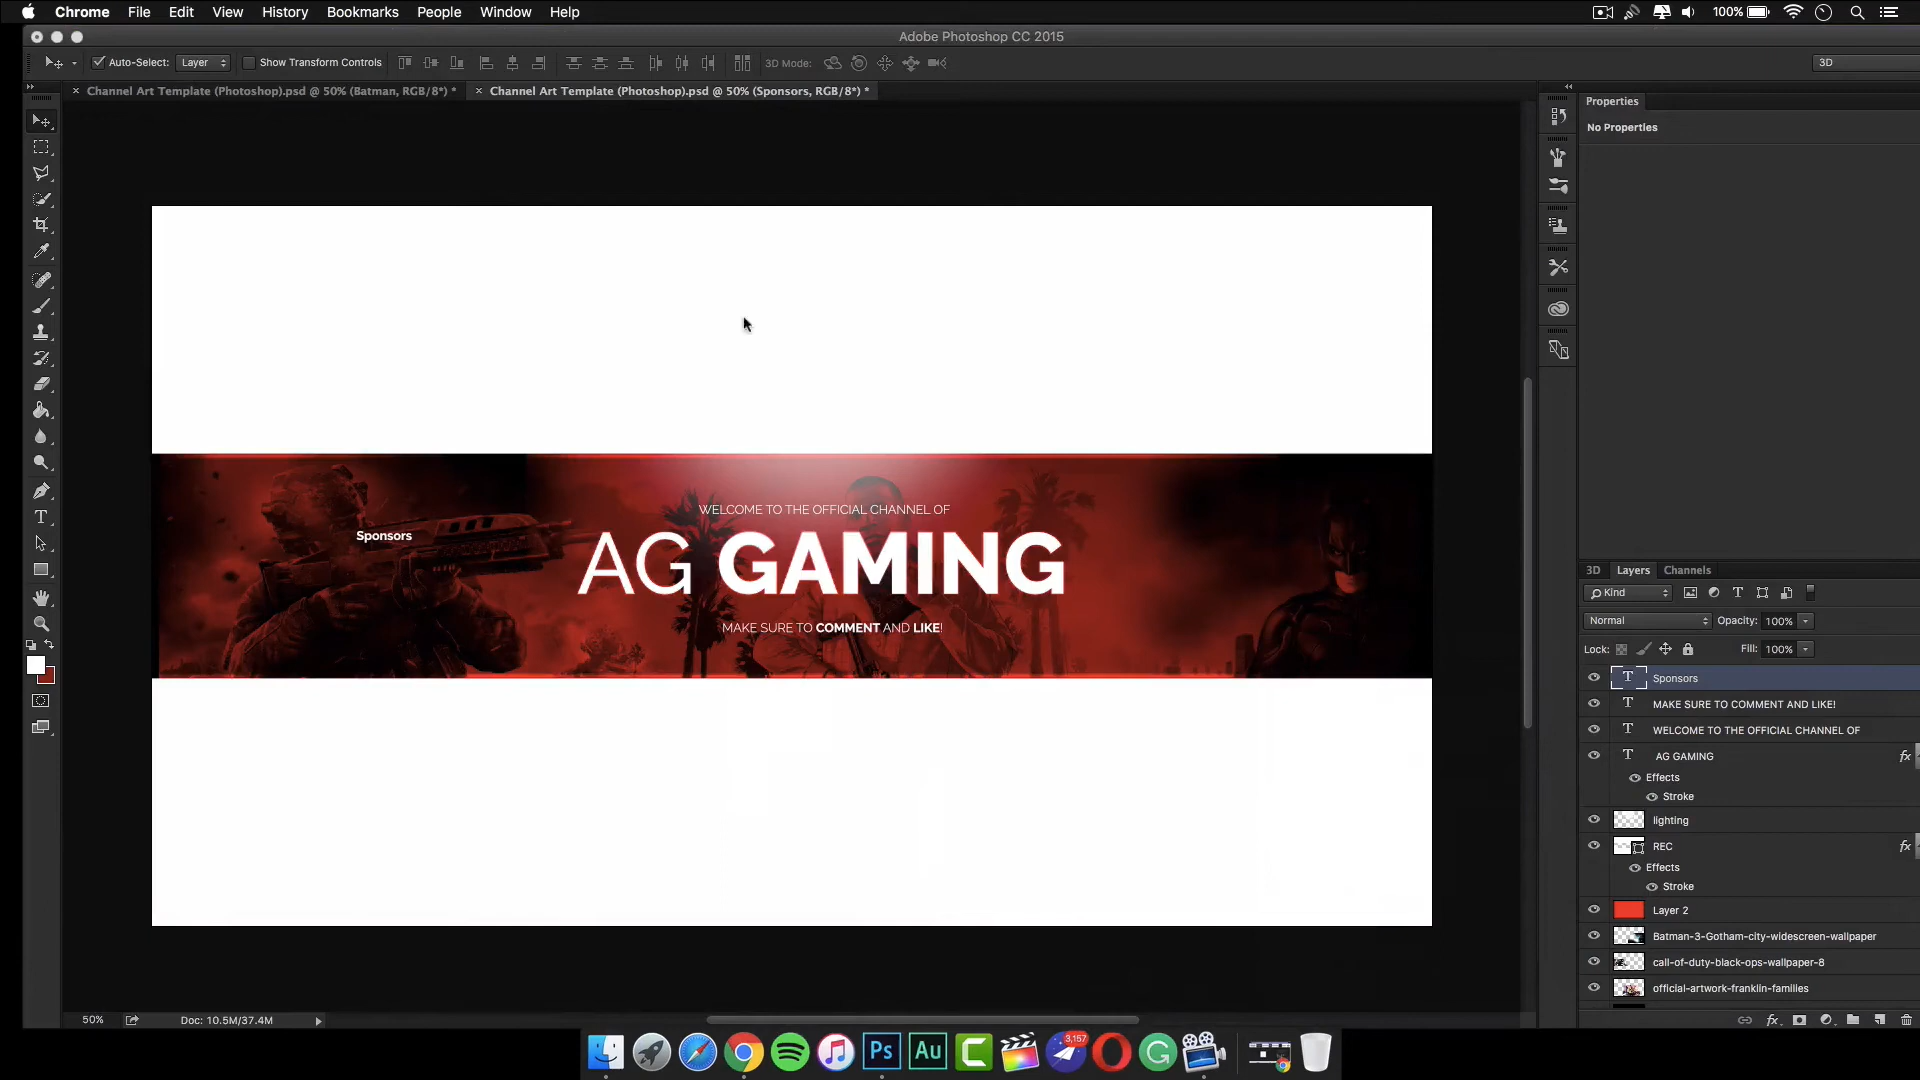 Chrome File Edit View History Bookmarks People Window Help 100%
Adobe Photoshop CC 2015
Auto-Select: Layer Show Transform Controls 3D Mode: 3D
Channel Art Template (Photoshop).psd @ 50% (Batman, RGB/8*) * Channel Art Template (Photoshop).psd @ 50% (Sponsors, RGB/8*) *
Properties
No Properties
WELCOME TO THE OFFICIAL CHANNEL OF
Sponsors
AG GAMING
MAKE SURE TO COMMENT AND LIKE!
3D Layers Channels
Kind
Normal Opacity: 100%
Lock: Fill: 100%
Sponsors
MAKE SURE TO COMMENT AND LIKE!
WELCOME TO THE OFFICIAL CHANNEL OF
AG GAMING fx
Effects
Stroke
lighting
REC fx
Effects
Stroke
Layer 2
Batman-3-Gotham-city-widescreen-wallpaper
call-of-duty-black-ops-wallpaper-8
official-artwork-franklin-families
50% Doc: 10.5M/37.4M
fx
3,157
Ps Au